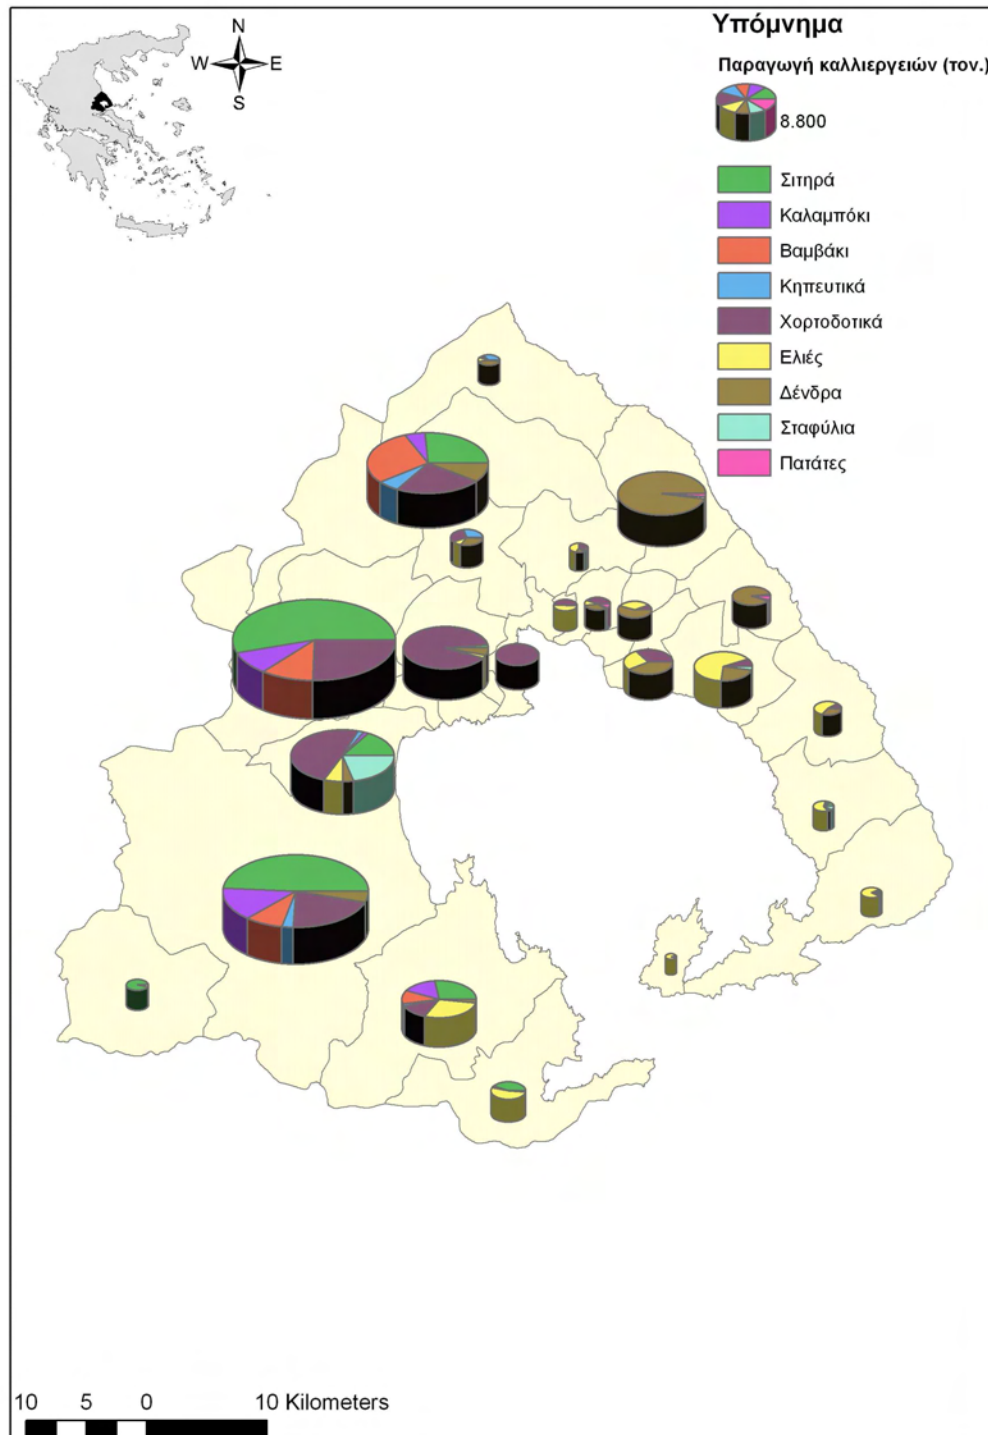 N
W E
S
Υπόμνημα
Παραγωγή καλλιεργειών (τον.)
8.800
Σιτηρά
Καλαμπόκι
Βαμβάκι
Κηπευτικά
Χορτοδοτικά
Ελιές
Δένδρα
Σταφύλια
Πατάτες
10 5 0 10 Kilometers